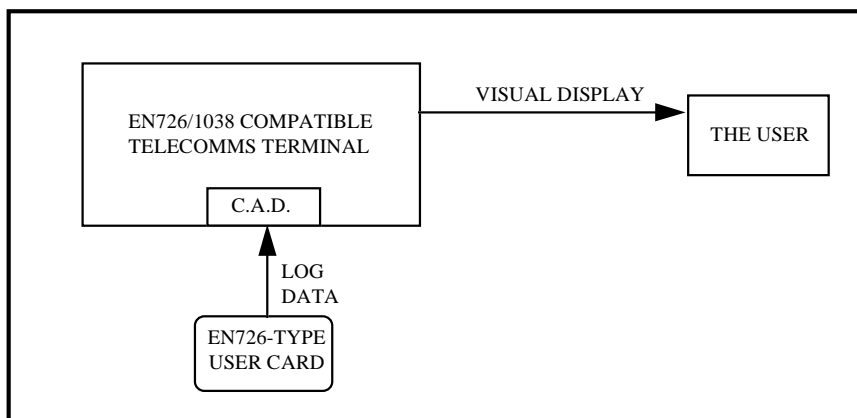 EN726/1038 COMPATIBLE
TELECOMMS TERMINAL
C.A.D.
VISUAL DISPLAY
THE USER
LOG
DATA
EN726-TYPE
USER CARD